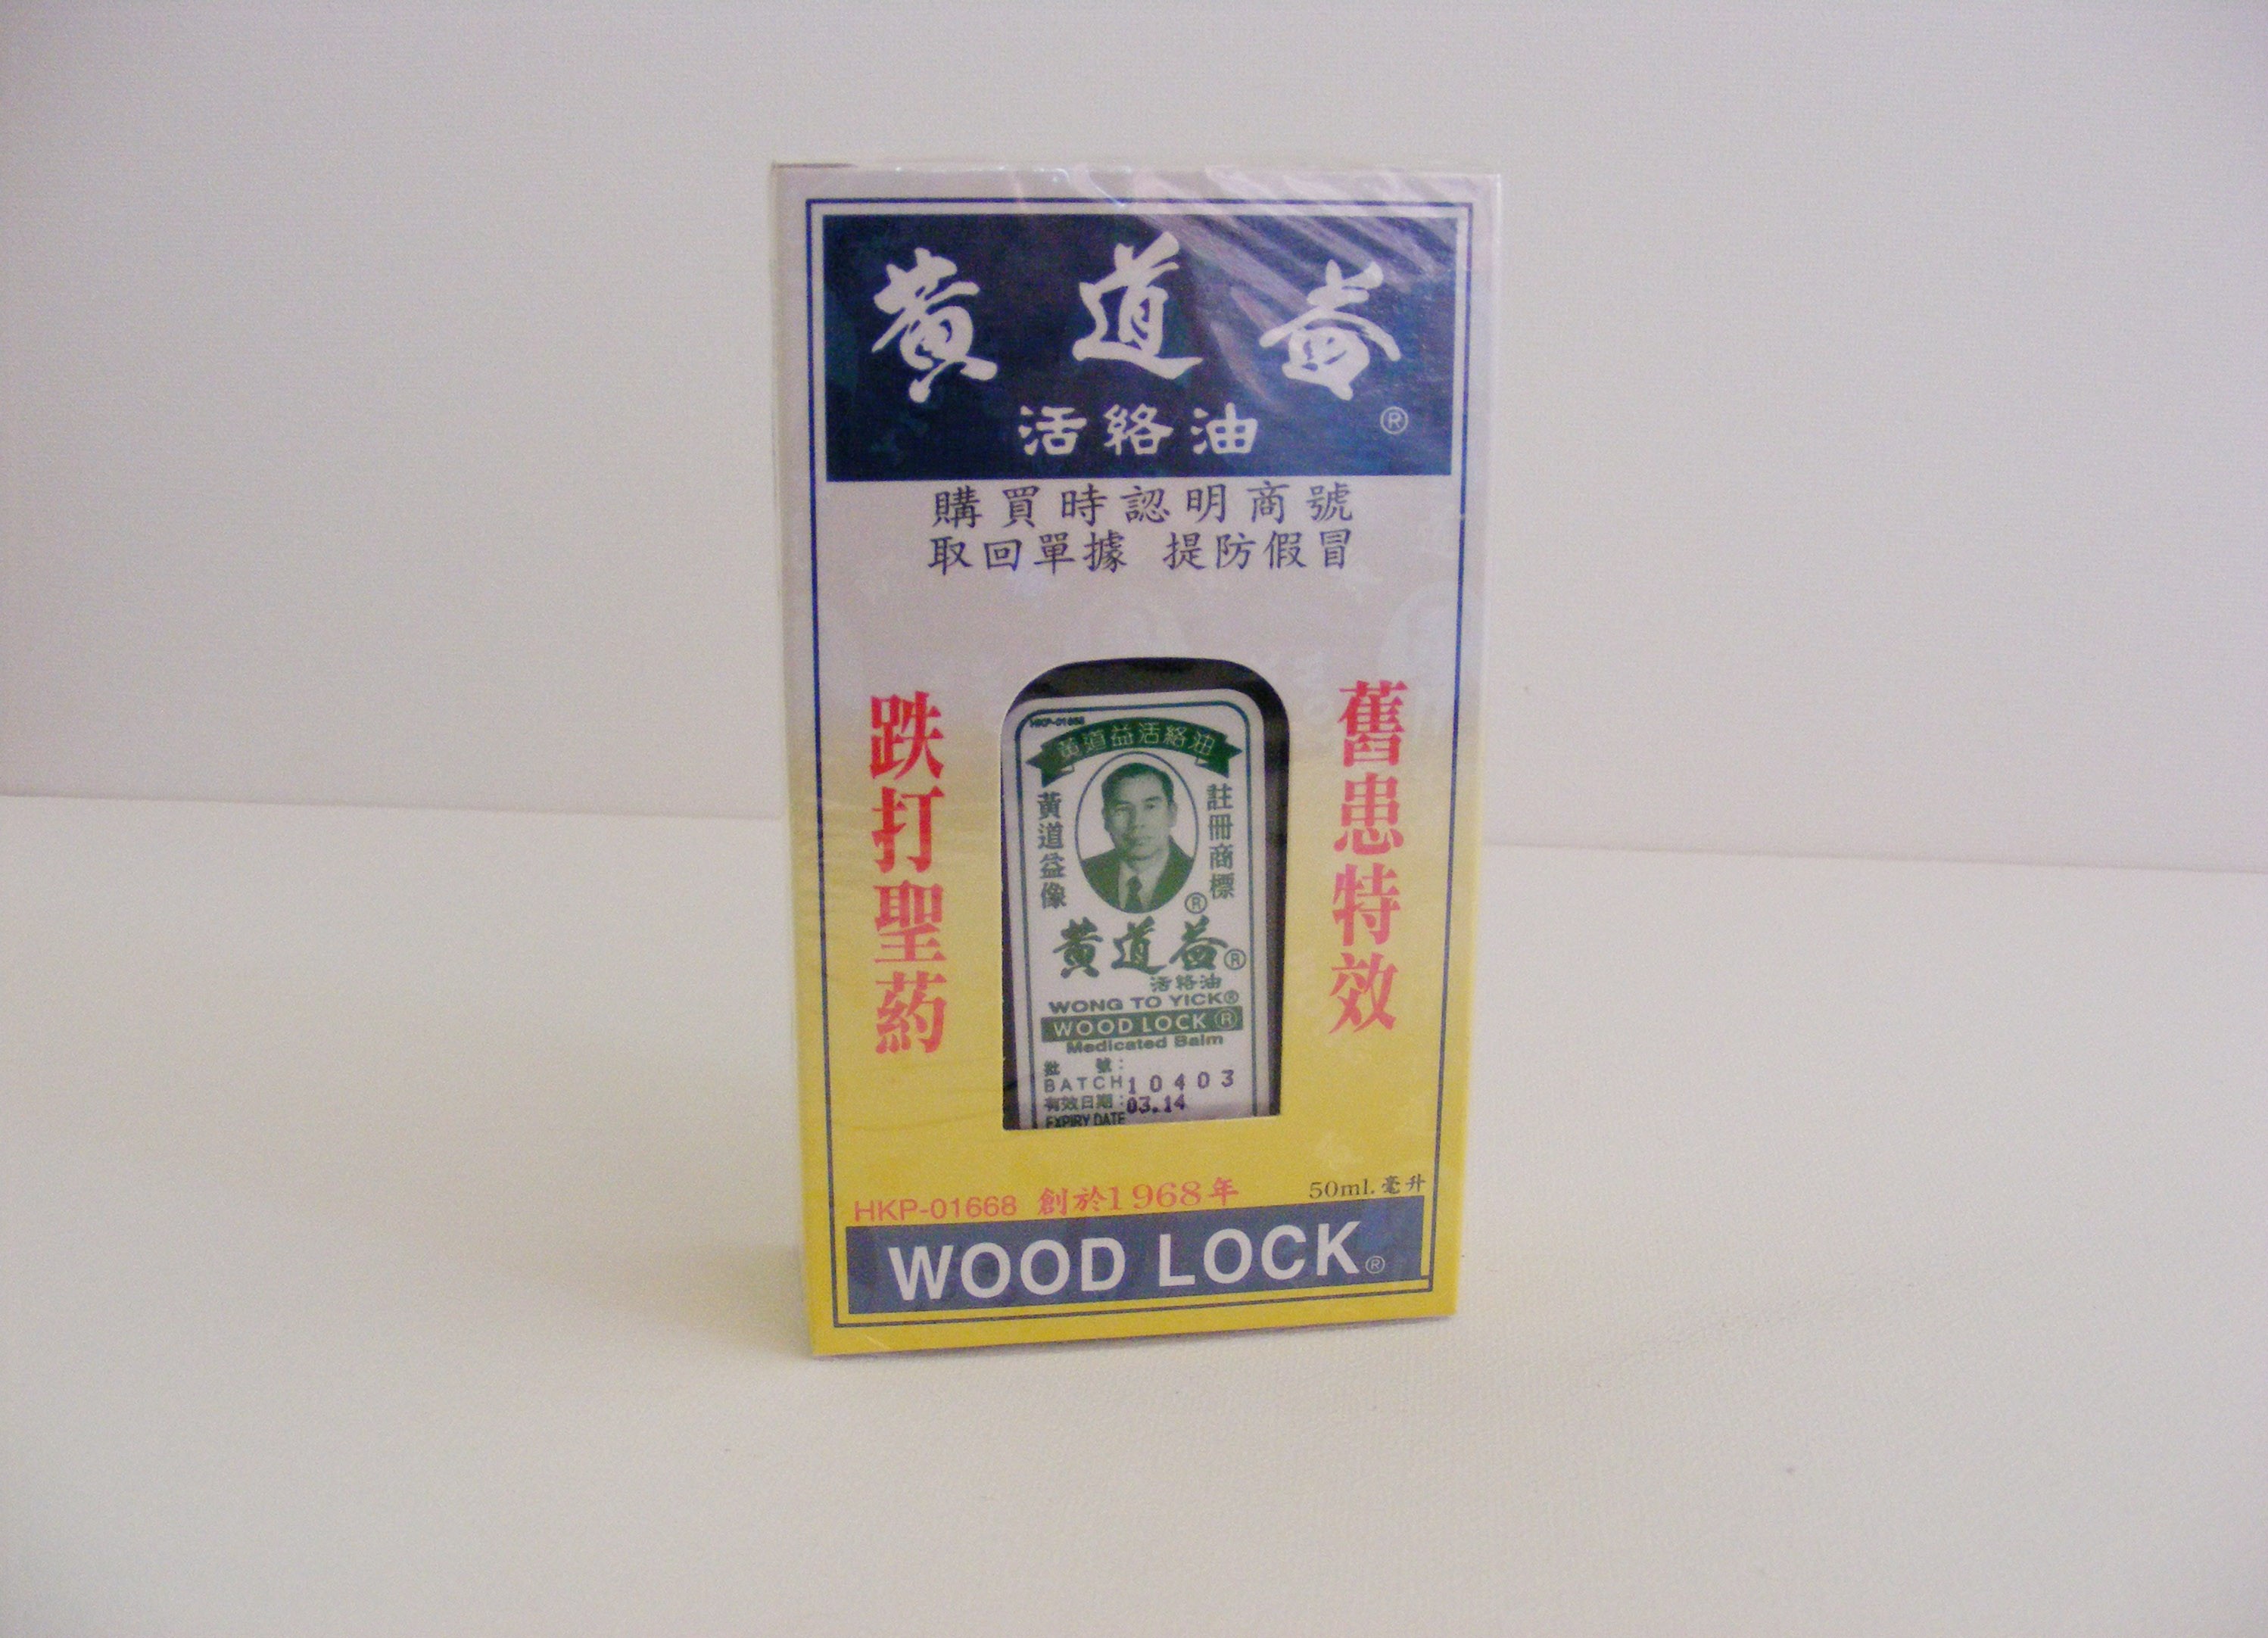 黃道益
活絡油 ®
購買時認明商號
取回單據 提防假冒
跌打聖葯
舊患特效
HKP-01668
黃道益活絡油
黃道益像
註冊商標
®
黃道益®
活絡油
WONG TO YICK®
WOOD LOCK ®
Medicated Balm
批 號:
BATCH 10403
有效日期: 03.14
EXPIRY DATE
HKP-01668 創於1968年 50ml.毫升
WOOD LOCK®